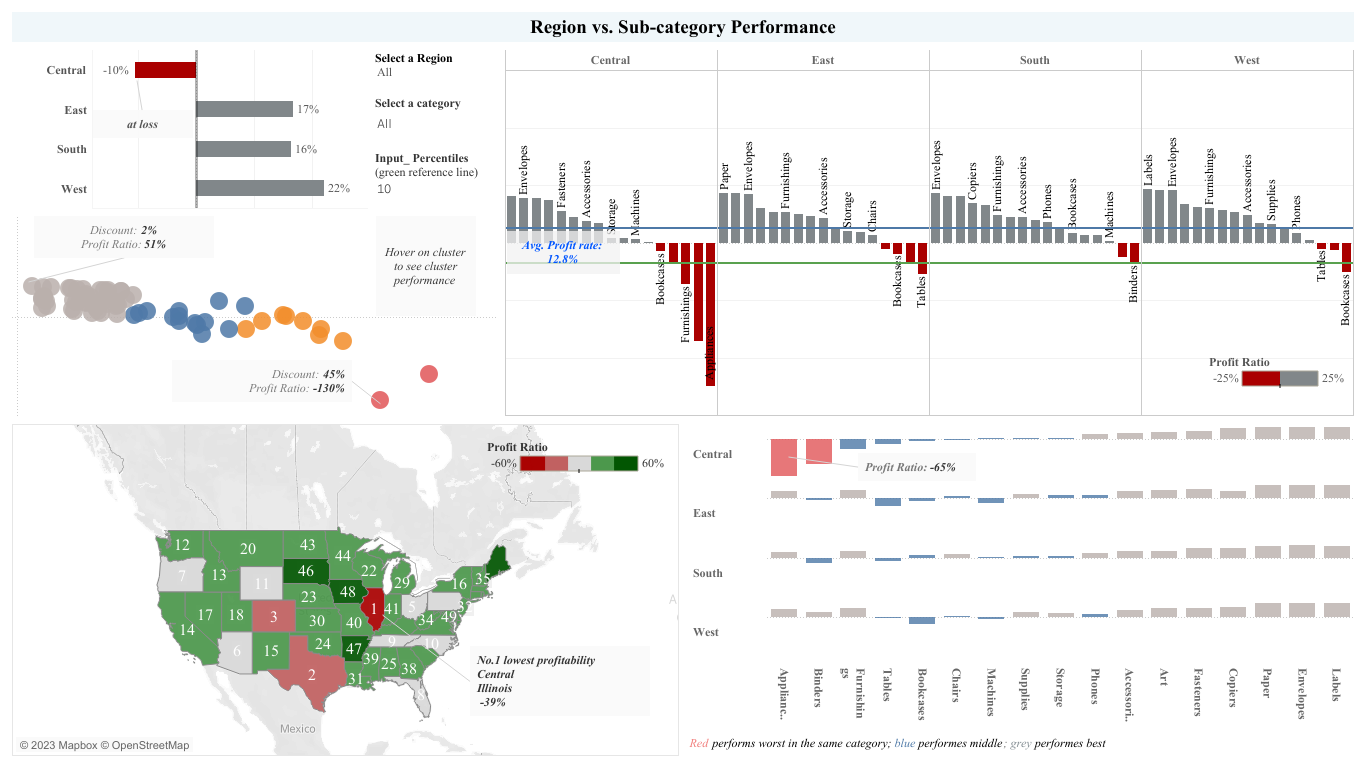 Region vs. Sub-category Performance
Central
-10%
at loss
East
17%
South
16%
West
22%
Select a Region
All
Select a category
All
Input_ Percentiles
(green reference line)
10
Discount: 2%
Profit Ratio: 51%
Hover on cluster
to see cluster
performance
Discount: 45%
Profit Ratio: -130%
Central
East
South
West
Envelopes
Fasteners
Accessories
Storage
Machines
Bookcases
Furnishings
Appliances
Paper
Envelopes
Furnishings
Accessories
Storage
Chairs
Bookcases
Tables
Envelopes
Copiers
Furnishings
Accessories
Phones
Bookcases
Machines
Binders
Labels
Envelopes
Furnishings
Accessories
Supplies
Phones
Tables
Bookcases
Avg. Profit rate:
12.8%
Profit Ratio
-25%
25%
Profit Ratio
-60%
60%
12
20
43
44
7
13
11
46
22
29
16
35
23
48
17
18
3
30
40
1
41
5
34
49
14
6
15
24
47
9
10
2
39
25
38
31
No.1 lowest profitability
Central
Illinois
-39%
Mexico
© 2023 Mapbox © OpenStreetMap
Central
Profit Ratio: -65%
East
South
West
Applianc..
Binders
Furnishin
gs
Tables
Bookcases
Chairs
Machines
Supplies
Storage
Phones
Accessori..
Art
Fasteners
Copiers
Paper
Envelopes
Labels
Red performs worst in the same category; blue performes middle; grey performes best